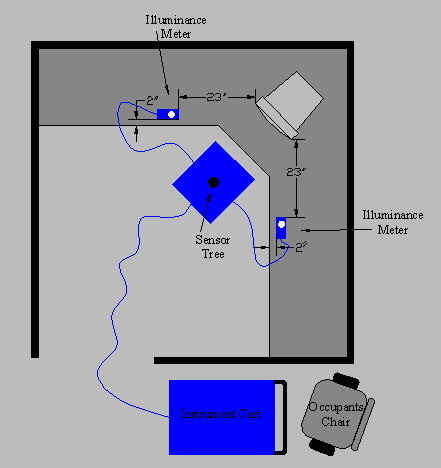 Illuminance
Meter
2"
23"
23"
Illuminance
Meter
Sensor
Tree
2"
Instrument Cart
Occupants
Chair